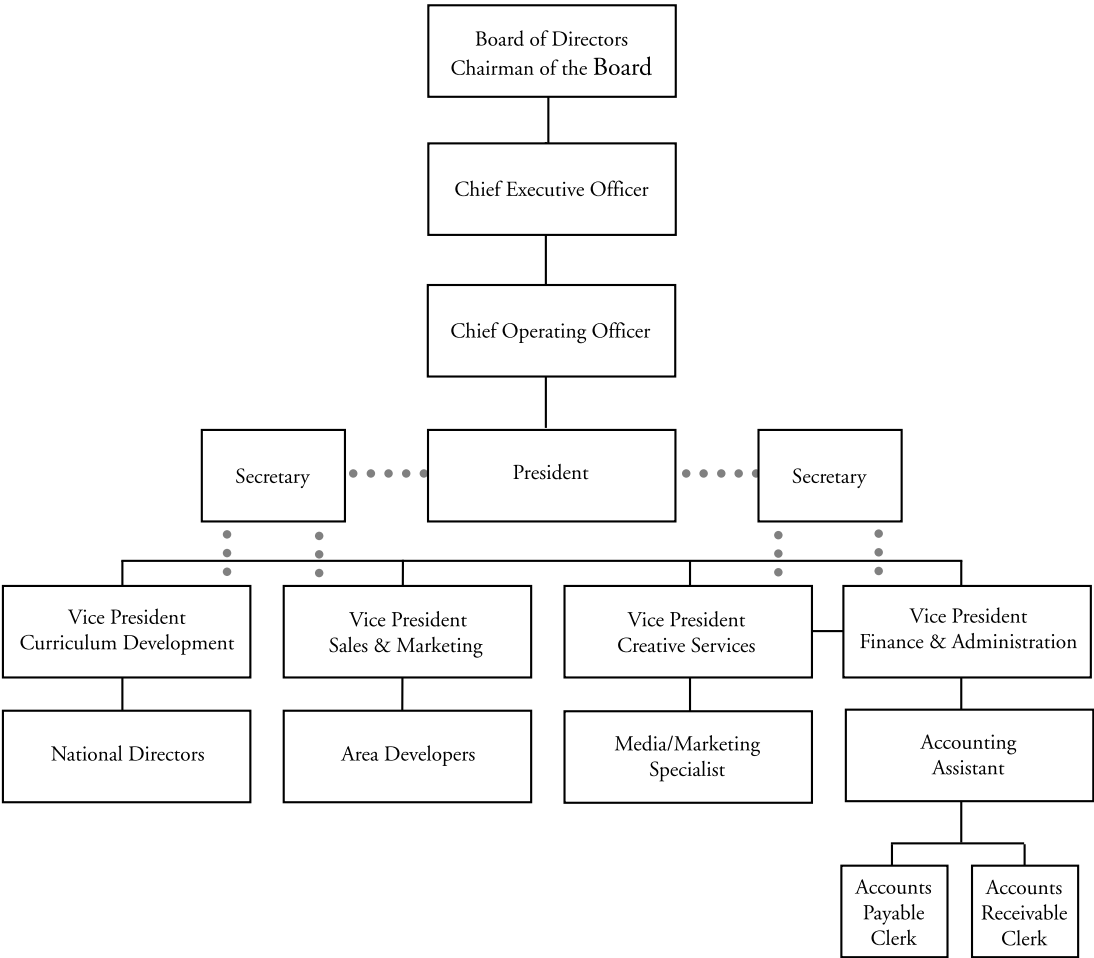 Board of Directors
Chairman of the Board
Chief Executive Officer
Chief Operating Officer
Secretary
President
Secretary
Vice President
Curriculum Development
Vice President
Sales & Marketing
Vice President
Creative Services
Vice President
Finance & Administration
National Directors
Area Developers
Media/Marketing
Specialist
Accounting
Assistant
Accounts
Payable
Clerk
Accounts
Receivable
Clerk